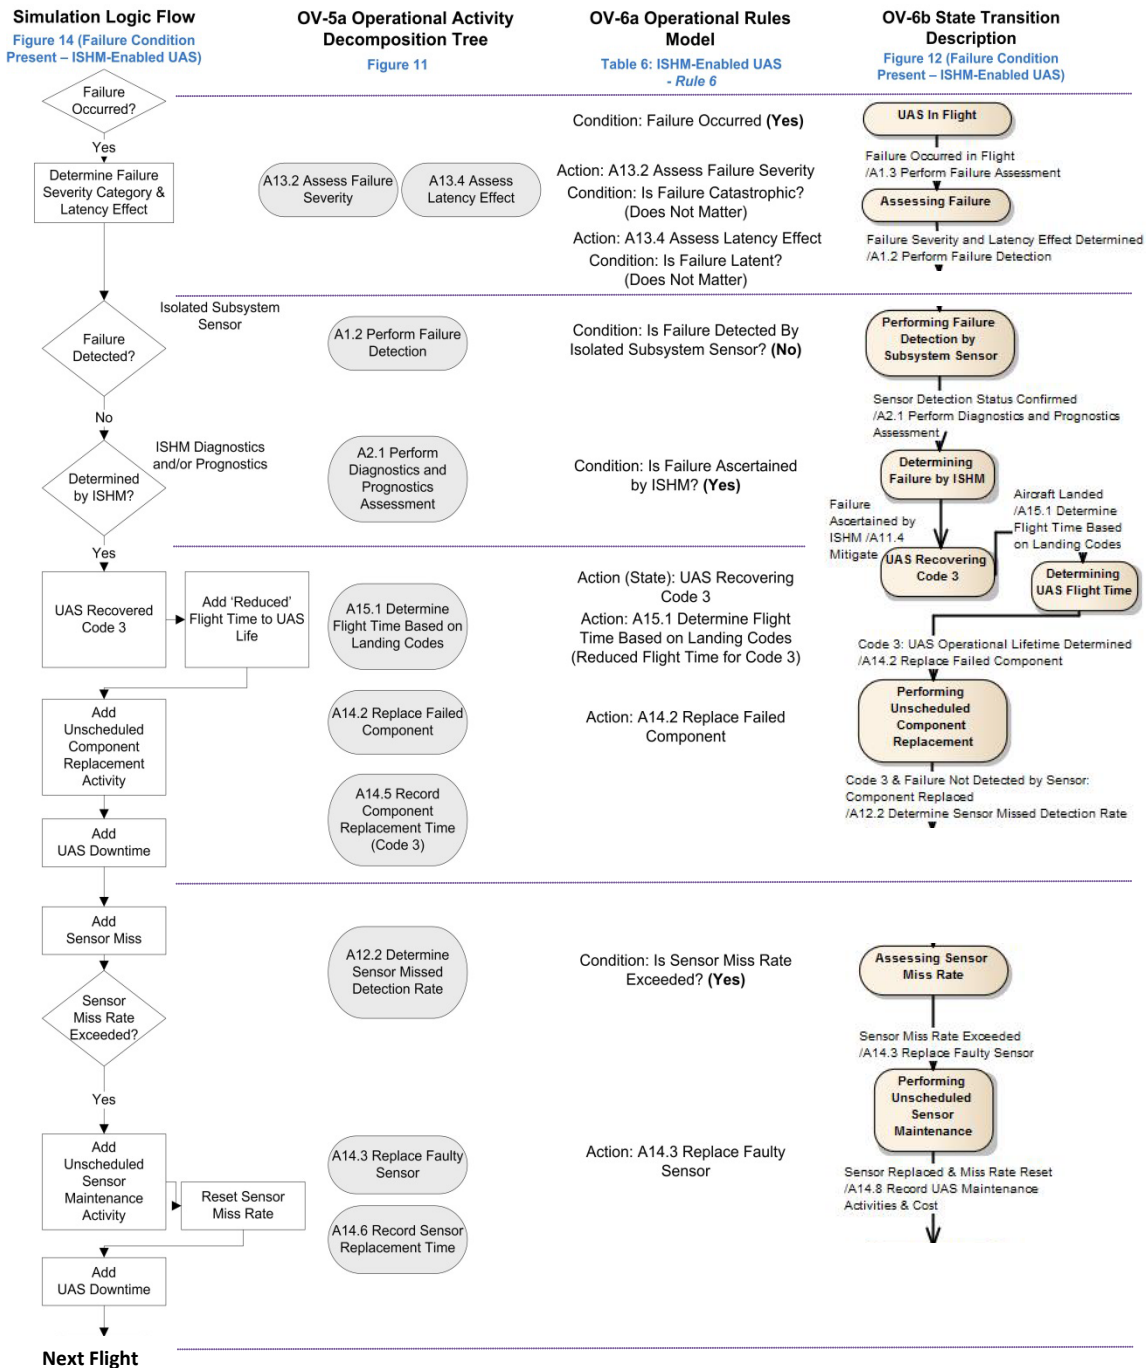 Simulation Logic Flow
Figure 14 (Failure Condition
Present – ISHM-Enabled UAS)
OV-5a Operational Activity
Decomposition Tree
Figure 11
OV-6a Operational Rules
Model
Table 6: ISHM-Enabled UAS
- Rule 6
OV-6b State Transition
Description
Figure 12 (Failure Condition
Present – ISHM-Enabled UAS)
Failure
Occurred?
Yes
Determine Failure
Severity Category &
Latency Effect
A13.2 Assess Failure
Severity
A13.4 Assess
Latency Effect
Condition: Failure Occurred (Yes)
Action: A13.2 Assess Failure Severity
Condition: Is Failure Catastrophic?
(Does Not Matter)
Action: A13.4 Assess Latency Effect
Condition: Is Failure Latent?
(Does Not Matter)
UAS In Flight
Failure Occurred in Flight
/A1.3 Perform Failure Assessment
Assessing Failure
Failure Severity and Latency Effect Determined
/A1.2 Perform Failure Detection
Isolated Subsystem
Sensor
Failure
Detected?
No
A1.2 Perform Failure
Detection
Condition: Is Failure Detected By
Isolated Subsystem Sensor? (No)
Performing Failure
Detection by
Subsystem Sensor
Sensor Detection Status Confirmed
/A2.1 Perform Diagnostics and Prognostics
Assessment
ISHM Diagnostics
and/or Prognostics
Determined
by ISHM?
Yes
A2.1 Perform
Diagnostics and
Prognostics
Assessment
Condition: Is Failure Ascertained
by ISHM? (Yes)
Determining
Failure by ISHM
Failure
Ascertained by
ISHM /A11.4
Mitigate
Aircraft Landed
/A15.1 Determine
Flight Time Based
on Landing Codes
UAS Recovered
Code 3
Add ‘Reduced’
Flight Time to UAS
Life
A15.1 Determine
Flight Time Based on
Landing Codes
Action (State): UAS Recovering
Code 3
Action: A15.1 Determine Flight
Time Based on Landing Codes
(Reduced Flight Time for Code 3)
UAS Recovering
Code 3
Determining
UAS Flight Time
Code 3: UAS Operational Lifetime Determined
/A14.2 Replace Failed Component
Add
Unscheduled
Component
Replacement
Activity
A14.2 Replace Failed
Component
Action: A14.2 Replace Failed
Component
Performing
Unscheduled
Component
Replacement
A14.5 Record
Component
Replacement Time
(Code 3)
Code 3 & Failure Not Detected by Sensor:
Component Replaced
/A12.2 Determine Sensor Missed Detection Rate
Add
UAS Downtime
Add
Sensor Miss
A12.2 Determine
Sensor Missed
Detection Rate
Condition: Is Sensor Miss Rate
Exceeded? (Yes)
Assessing Sensor
Miss Rate
Sensor
Miss Rate
Exceeded?
Yes
Sensor Miss Rate Exceeded
/A14.3 Replace Faulty Sensor
Performing
Unscheduled
Sensor
Maintenance
Add
Unscheduled
Sensor
Maintenance
Activity
Reset Sensor
Miss Rate
A14.3 Replace Faulty
Sensor
Action: A14.3 Replace Faulty
Sensor
A14.6 Record Sensor
Replacement Time
Sensor Replaced & Miss Rate Reset
/A14.8 Record UAS Maintenance
Activities & Cost
Add
UAS Downtime
Next Flight